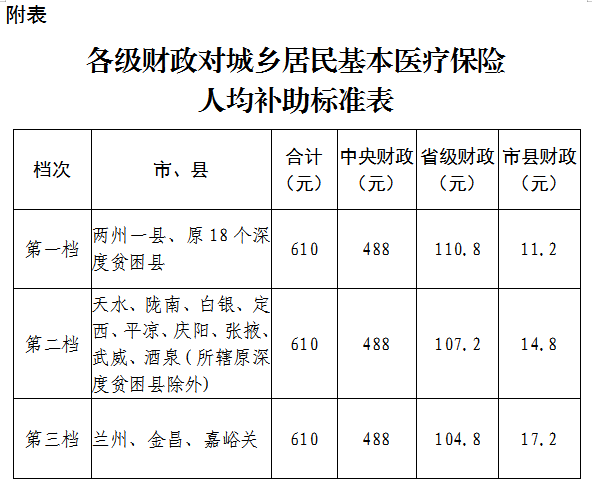 附表
各级财政对城乡居民基本医疗保险
人均补助标准表
档次 市、县 合计（元） 中央财政（元） 省级财政（元） 市县财政（元）
第一档 两州一县、原18个深度贫困县 610 488 110.8 11.2
第二档 天水、陇南、白银、定西、平凉、庆阳、张掖、武威、酒泉(所辖原深度贫困县除外) 610 488 107.2 14.8
第三档 兰州、金昌、嘉峪关 610 488 104.8 17.2